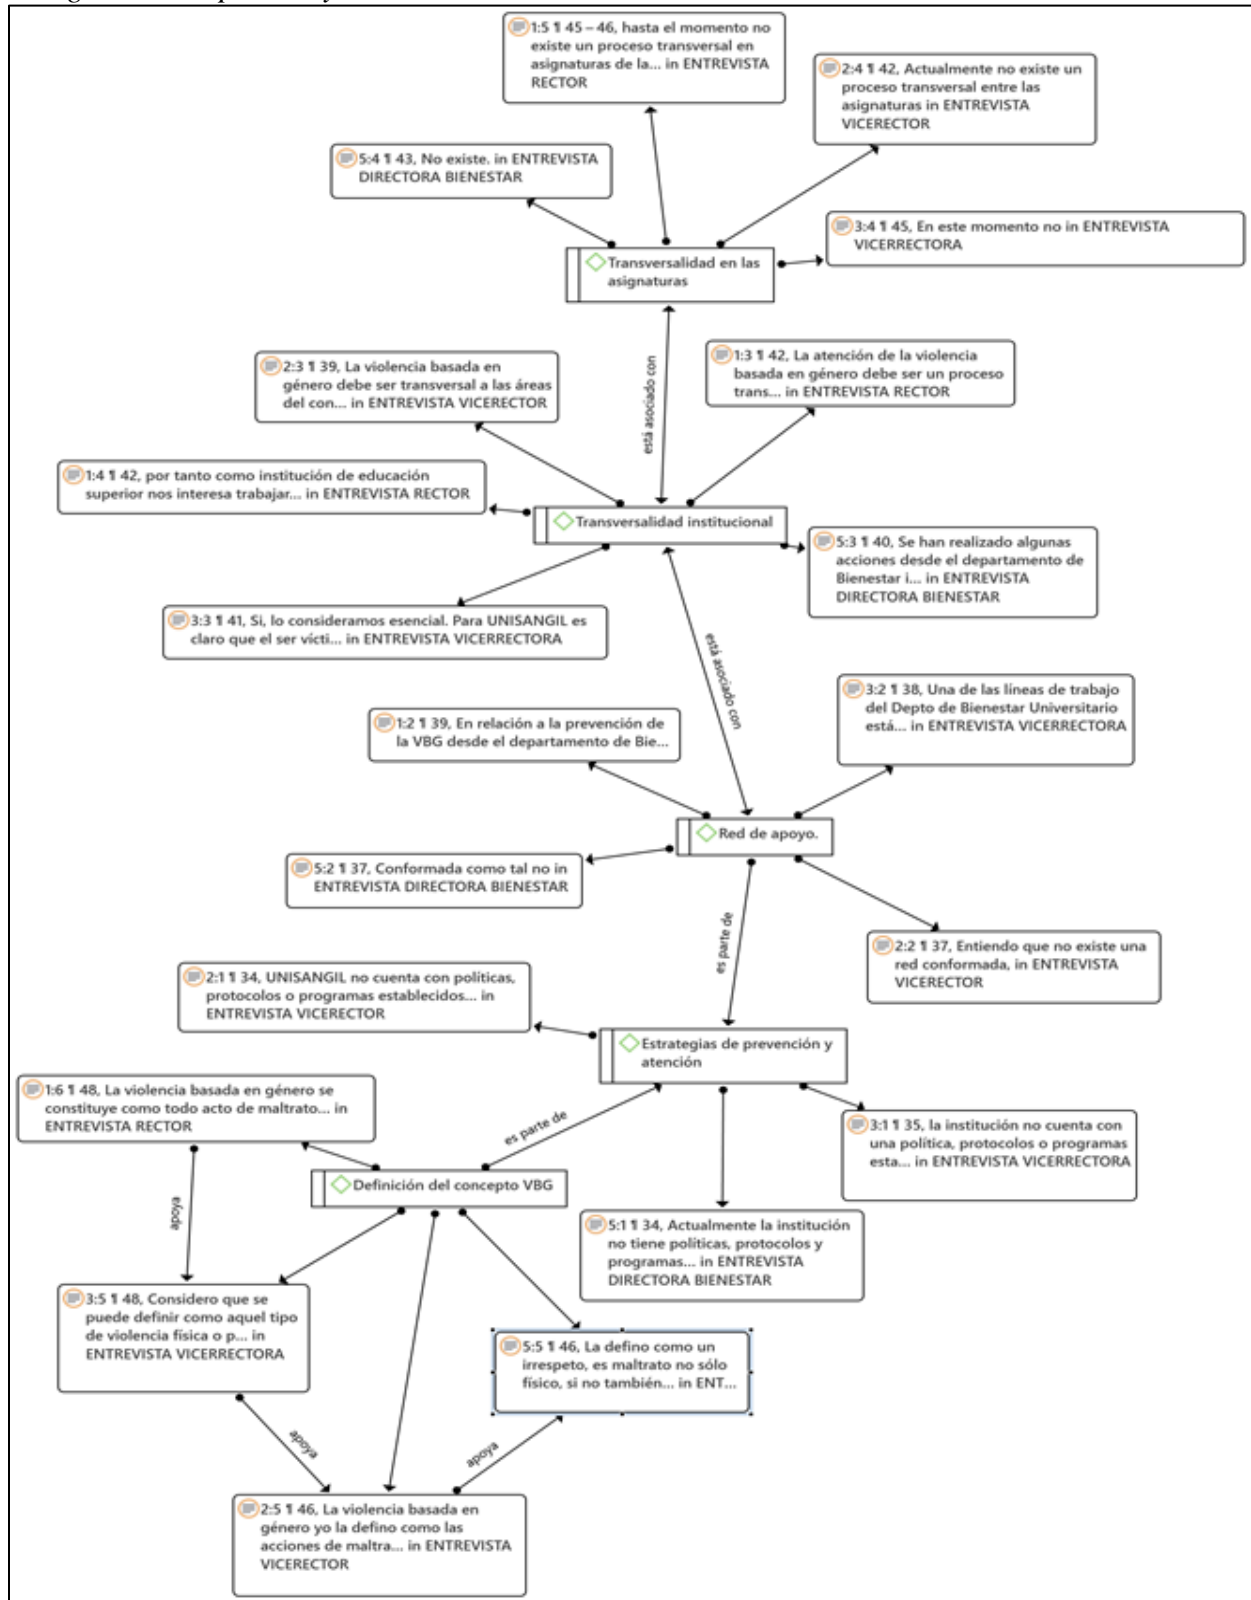 1:5 ¶ 45 – 46, hasta el momento no
existe un proceso transversal en
asignaturas de la... in ENTREVISTA
RECTOR
2:4 ¶ 42, Actualmente no existe un
proceso transversal entre las
asignaturas in ENTREVISTA
VICERECTOR
5:4 ¶ 43, No existe. in ENTREVISTA
DIRECTORA BIENESTAR
3:4 ¶ 45, En este momento no in ENTREVISTA
VICERRECTORA
Transversalidad en las
asignaturas
está asociado con
2:3 ¶ 39, La violencia basada en
género debe ser transversal a las áreas
del con... in ENTREVISTA VICERECTOR
1:3 ¶ 42, La atención de la violencia
basada en género debe ser un proceso
trans... in ENTREVISTA RECTOR
1:4 ¶ 42, por tanto como institución de educación
superior nos interesa trabajar... in ENTREVISTA RECTOR
Transversalidad institucional
5:3 ¶ 40, Se han realizado algunas
acciones desde el departamento de
Bienestar i... in ENTREVISTA
DIRECTORA BIENESTAR
3:3 ¶ 41, Si, lo consideramos esencial. Para UNISANGIL es
claro que el ser vícti... in ENTREVISTA VICERRECTORA
está asociado con
3:2 ¶ 38, Una de las líneas de trabajo
del Depto de Bienestar Universitario
está... in ENTREVISTA VICERRECTORA
1:2 ¶ 39, En relación a la prevención de
la VBG desde el departamento de Bie...
Red de apoyo.
5:2 ¶ 37, Conformada como tal no in
ENTREVISTA DIRECTORA BIENESTAR
es parte de
2:2 ¶ 37, Entiendo que no existe una
red conformada, in ENTREVISTA
VICERECTOR
2:1 ¶ 34, UNISANGIL no cuenta con políticas,
protocolos o programas establecidos... in
ENTREVISTA VICERECTOR
Estrategias de prevención y
atención
1:6 ¶ 48, La violencia basada en género se
constituye como todo acto de maltrato... in
ENTREVISTA RECTOR
es parte de
3:1 ¶ 35, la institución no cuenta con
una política, protocolos o programas
esta... in ENTREVISTA VICERRECTORA
Definición del concepto VBG
apoya
5:1 ¶ 34, Actualmente la institución
no tiene políticas, protocolos y
programas... in ENTREVISTA
DIRECTORA BIENESTAR
3:5 ¶ 48, Considero que se
puede definir como aquel tipo
de violencia física o p... in
ENTREVISTA VICERRECTORA
5:5 ¶ 46, La defino como un
irrespeto, es maltrato no sólo
físico, si no también... in ENT...
apoya
apoya
2:5 ¶ 46, La violencia basada en
género yo la defino como las
acciones de maltra... in ENTREVISTA
VICERECTOR